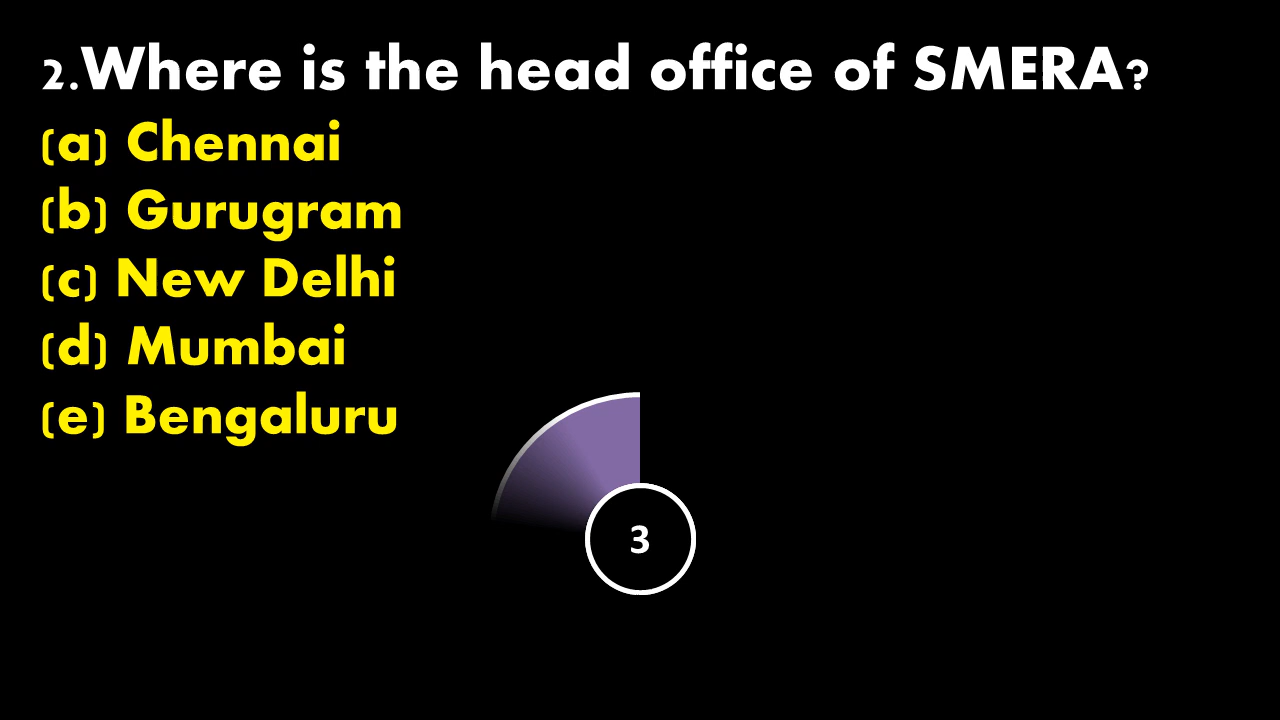 2.Where is the head office of SMERA?
(a) Chennai
(b) Gurugram
(c) New Delhi
(d) Mumbai
(e) Bengaluru
3